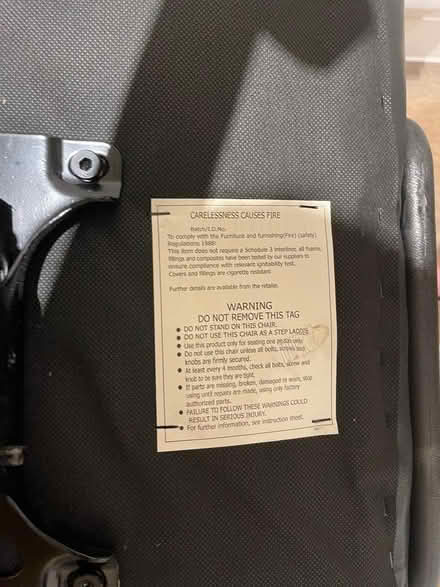 CARELESSNESS CAUSES FIRE
Batch/I.D.No.
To comply with the Furniture and furnishing(Fire) (safety)
Regulations 1988:
This item does not require a Schedule 3 interliner, all foams,
fillings and composites have been tested by our suppliers to
ensure compliance with relevant ignitability test.
Covers and fillings are cigarette resistant
Further details are available from the retailer.
WARNING
DO NOT REMOVE THIS TAG
● DO NOT STAND ON THIS CHAIR.
● DO NOT USE THIS CHAIR AS A STEP LADDER.
● Use this product only for seating one person only.
● Do not use this chair unless all bolts, screws and
knobs are firmly secured.
● At least every 4 months, check all bolts, screw and
knob to be sure they are tight.
● If parts are missing, broken, damaged or worn, stop
using until repairs are made, using only factory
authorized parts.
● FAILURE TO FOLLOW THESE WARNINGS COULD
RESULT IN SERIOUS INJURY.
● For further information, see instruction sheet.